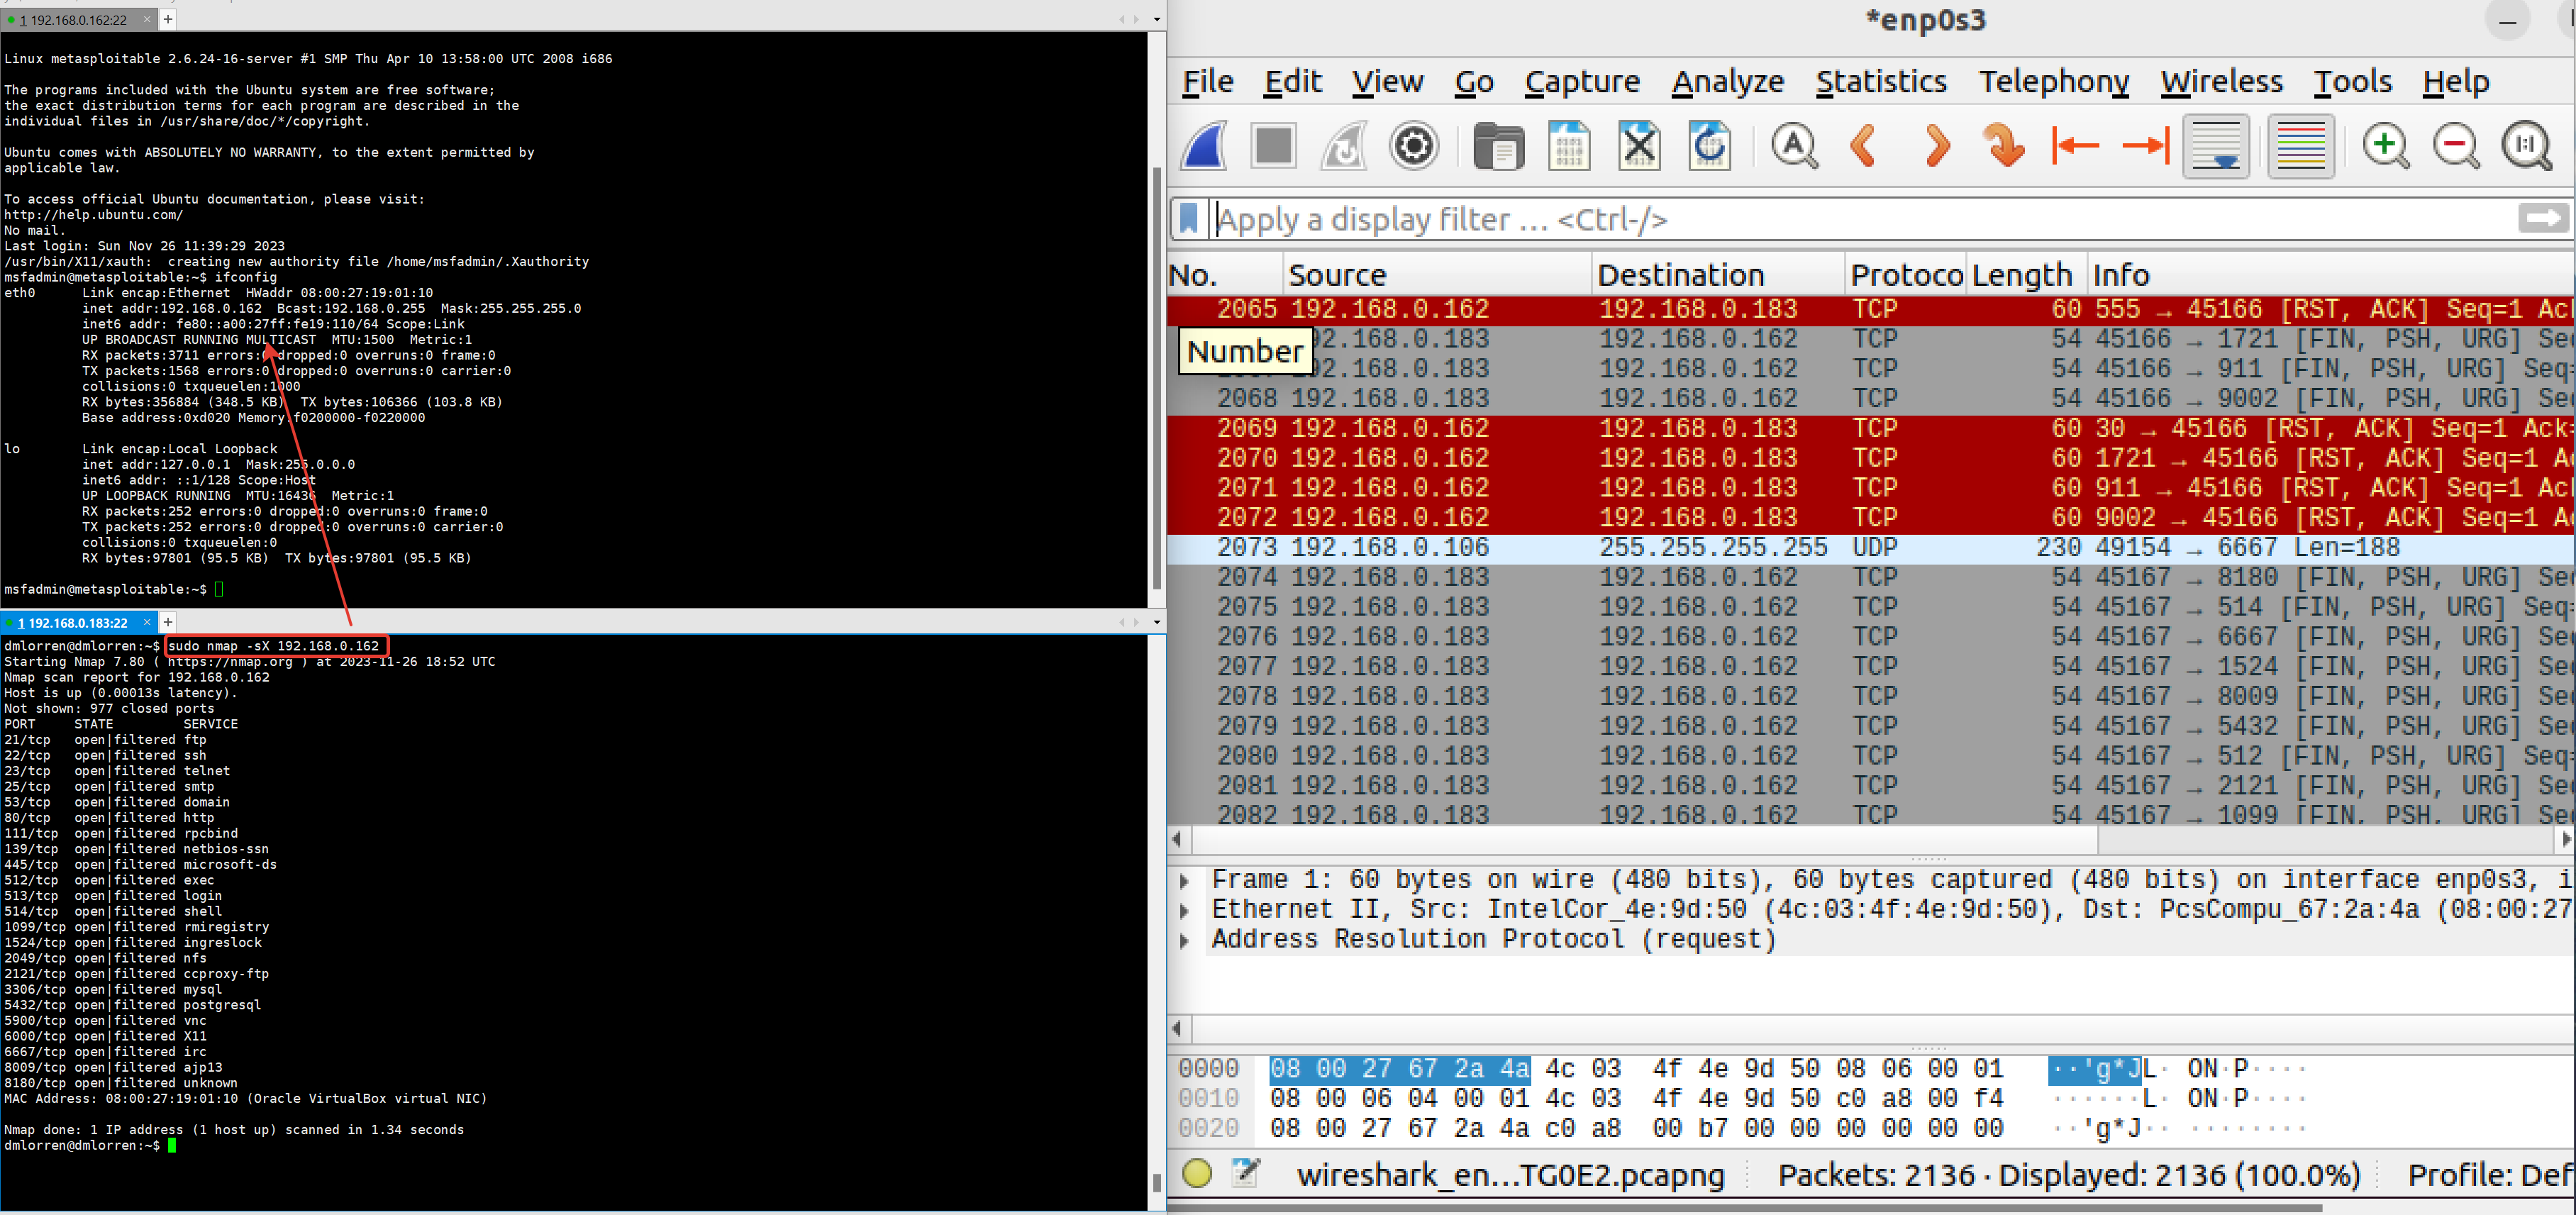 1 192.168.0.162:22 × +
Linux metasploitable 2.6.24-16-server #1 SMP Thu Apr 10 13:58:00 UTC 2008 i686
The programs included with the Ubuntu system are free software;
the exact distribution terms for each program are described in the
individual files in /usr/share/doc/*/copyright.
Ubuntu comes with ABSOLUTELY NO WARRANTY, to the extent permitted by
applicable law.
To access official Ubuntu documentation, please visit:
http://help.ubuntu.com/
No mail.
Last login: Sun Nov 26 11:39:29 2023
/usr/bin/X11/xauth:  creating new authority file /home/msfadmin/.Xauthority
msfadmin@metasploitable:~$ ifconfig
eth0      Link encap:Ethernet  HWaddr 08:00:27:19:01:10
inet addr:192.168.0.162  Bcast:192.168.0.255  Mask:255.255.255.0
inet6 addr: fe80::a00:27ff:fe19:110/64 Scope:Link
UP BROADCAST RUNNING MULTICAST  MTU:1500  Metric:1
RX packets:3711 errors:0 dropped:0 overruns:0 frame:0
TX packets:1568 errors:0 dropped:0 overruns:0 carrier:0
collisions:0 txqueuelen:1000
RX bytes:356884 (348.5 KB)  TX bytes:106366 (103.8 KB)
Base address:0xd020 Memory:f0200000-f0220000
lo        Link encap:Local Loopback
inet addr:127.0.0.1  Mask:255.0.0.0
inet6 addr: ::1/128 Scope:Host
UP LOOPBACK RUNNING  MTU:16436  Metric:1
RX packets:252 errors:0 dropped:0 overruns:0 frame:0
TX packets:252 errors:0 dropped:0 overruns:0 carrier:0
collisions:0 txqueuelen:0
RX bytes:97801 (95.5 KB)  TX bytes:97801 (95.5 KB)
msfadmin@metasploitable:~$
1 192.168.0.183:22 × +
dmlorren@dmlorren:~$ sudo nmap -sX 192.168.0.162
Starting Nmap 7.80 ( https://nmap.org ) at 2023-11-26 18:52 UTC
Nmap scan report for 192.168.0.162
Host is up (0.00013s latency).
Not shown: 977 closed ports
PORT     STATE         SERVICE
21/tcp   open|filtered ftp
22/tcp   open|filtered ssh
23/tcp   open|filtered telnet
25/tcp   open|filtered smtp
53/tcp   open|filtered domain
80/tcp   open|filtered http
111/tcp  open|filtered rpcbind
139/tcp  open|filtered netbios-ssn
445/tcp  open|filtered microsoft-ds
512/tcp  open|filtered exec
513/tcp  open|filtered login
514/tcp  open|filtered shell
1099/tcp open|filtered rmiregistry
1524/tcp open|filtered ingreslock
2049/tcp open|filtered nfs
2121/tcp open|filtered ccproxy-ftp
3306/tcp open|filtered mysql
5432/tcp open|filtered postgresql
5900/tcp open|filtered vnc
6000/tcp open|filtered X11
6667/tcp open|filtered irc
8009/tcp open|filtered ajp13
8180/tcp open|filtered unknown
MAC Address: 08:00:27:19:01:10 (Oracle VirtualBox virtual NIC)
Nmap done: 1 IP address (1 host up) scanned in 1.34 seconds
dmlorren@dmlorren:~$
*enp0s3
File Edit View Go Capture Analyze Statistics Telephony Wireless Tools Help
Apply a display filter ... <Ctrl-/>
No. Source Destination Protoco Length Info
2065 192.168.0.162 192.168.0.183 TCP 60 555 → 45166 [RST, ACK] Seq=1 Ac
Number 2.168.0.183 192.168.0.162 TCP 54 45166 → 1721 [FIN, PSH, URG] Se
192.168.0.183 192.168.0.162 TCP 54 45166 → 911 [FIN, PSH, URG] Seq
2068 192.168.0.183 192.168.0.162 TCP 54 45166 → 9002 [FIN, PSH, URG] Se
2069 192.168.0.162 192.168.0.183 TCP 60 30 → 45166 [RST, ACK] Seq=1 Ack
2070 192.168.0.162 192.168.0.183 TCP 60 1721 → 45166 [RST, ACK] Seq=1 A
2071 192.168.0.162 192.168.0.183 TCP 60 911 → 45166 [RST, ACK] Seq=1 Ac
2072 192.168.0.162 192.168.0.183 TCP 60 9002 → 45166 [RST, ACK] Seq=1 A
2073 192.168.0.106 255.255.255.255 UDP 230 49154 → 6667 Len=188
2074 192.168.0.183 192.168.0.162 TCP 54 45167 → 8180 [FIN, PSH, URG] Se
2075 192.168.0.183 192.168.0.162 TCP 54 45167 → 514 [FIN, PSH, URG] Seq
2076 192.168.0.183 192.168.0.162 TCP 54 45167 → 6667 [FIN, PSH, URG] Se
2077 192.168.0.183 192.168.0.162 TCP 54 45167 → 1524 [FIN, PSH, URG] Se
2078 192.168.0.183 192.168.0.162 TCP 54 45167 → 8009 [FIN, PSH, URG] Se
2079 192.168.0.183 192.168.0.162 TCP 54 45167 → 5432 [FIN, PSH, URG] Se
2080 192.168.0.183 192.168.0.162 TCP 54 45167 → 512 [FIN, PSH, URG] Seq
2081 192.168.0.183 192.168.0.162 TCP 54 45167 → 2121 [FIN, PSH, URG] Se
2082 192.168.0.183 192.168.0.162 TCP 54 45167 → 1099 [FIN, PSH, URG] Se
Frame 1: 60 bytes on wire (480 bits), 60 bytes captured (480 bits) on interface enp0s3, i
Ethernet II, Src: IntelCor_4e:9d:50 (4c:03:4f:4e:9d:50), Dst: PcsCompu_67:2a:4a (08:00:27
Address Resolution Protocol (request)
0000 08 00 27 67 2a 4a 4c 03 4f 4e 9d 50 08 06 00 01 ··'g*JL· ON·P····
0010 08 00 06 04 00 01 4c 03 4f 4e 9d 50 c0 a8 00 f4 ······L· ON·P····
0020 08 00 27 67 2a 4a c0 a8 00 b7 00 00 00 00 00 00 ··'g*J·· ········
wireshark_en...TG0E2.pcapng Packets: 2136 · Displayed: 2136 (100.0%) Profile: Def